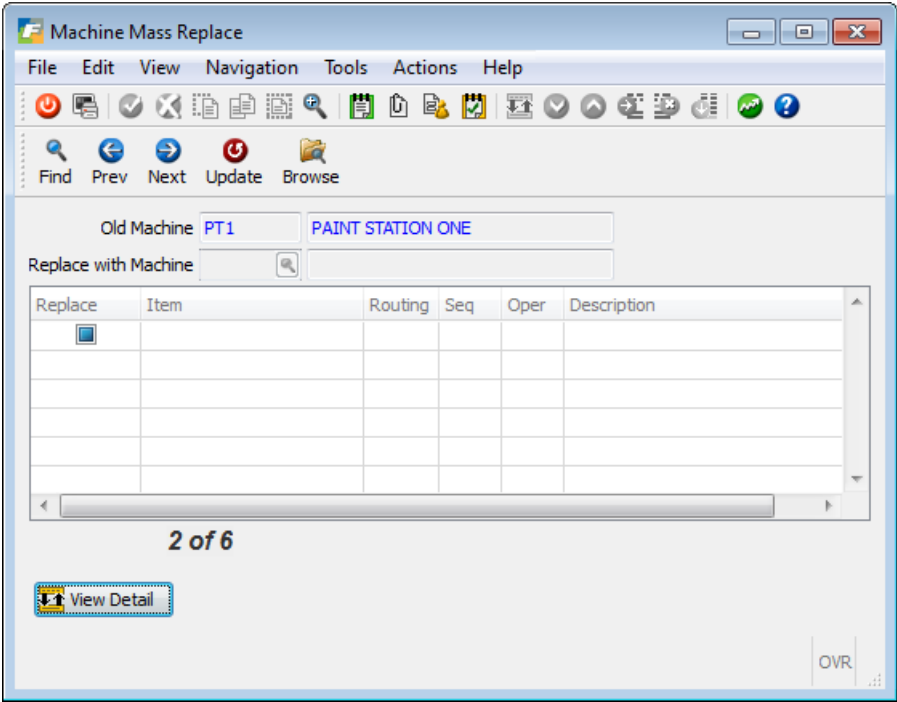 Machine Mass Replace
File Edit View Navigation Tools Actions Help
Find Prev Next Update Browse
Old Machine PT1 PAINT STATION ONE
Replace with Machine
Replace Item Routing Seq Oper Description
2 of 6
View Detail
OVR